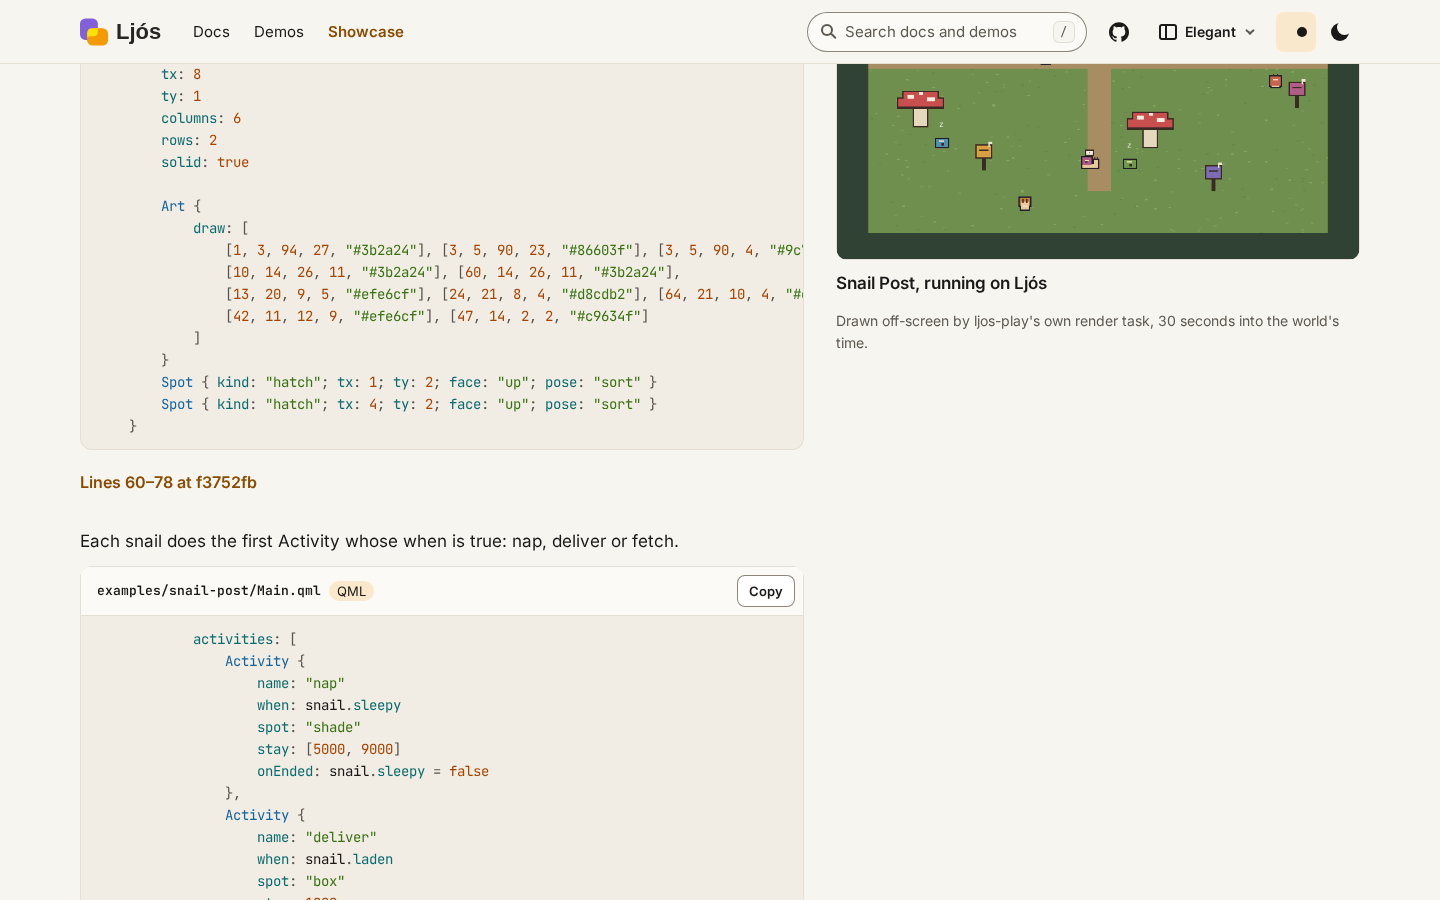 Ljós
Docs
Demos
Showcase
Search docs and demos
/
Elegant
tx: 8
ty: 1
columns: 6
rows: 2
solid: true
Art {
draw: [
[1, 3, 94, 27, "#3b2a24"], [3, 5, 90, 23, "#86603f"], [3, 5, 90, 4, "#9c
[10, 14, 26, 11, "#3b2a24"], [60, 14, 26, 11, "#3b2a24"],
[13, 20, 9, 5, "#efe6cf"], [24, 21, 8, 4, "#d8cdb2"], [64, 21, 10, 4, "#
[42, 11, 12, 9, "#efe6cf"], [47, 14, 2, 2, "#c9634f"]
]
}
Spot { kind: "hatch"; tx: 1; ty: 2; face: "up"; pose: "sort" }
Spot { kind: "hatch"; tx: 4; ty: 2; face: "up"; pose: "sort" }
}
Lines 60–78 at f3752fb
Each snail does the first Activity whose when is true: nap, deliver or fetch.
examples/snail-post/Main.qml
QML
Copy
activities: [
Activity {
name: "nap"
when: snail.sleepy
spot: "shade"
stay: [5000, 9000]
onEnded: snail.sleepy = false
},
Activity {
name: "deliver"
when: snail.laden
spot: "box"
z
z
Snail Post, running on Ljós
Drawn off-screen by ljos-play's own render task, 30 seconds into the world's
time.